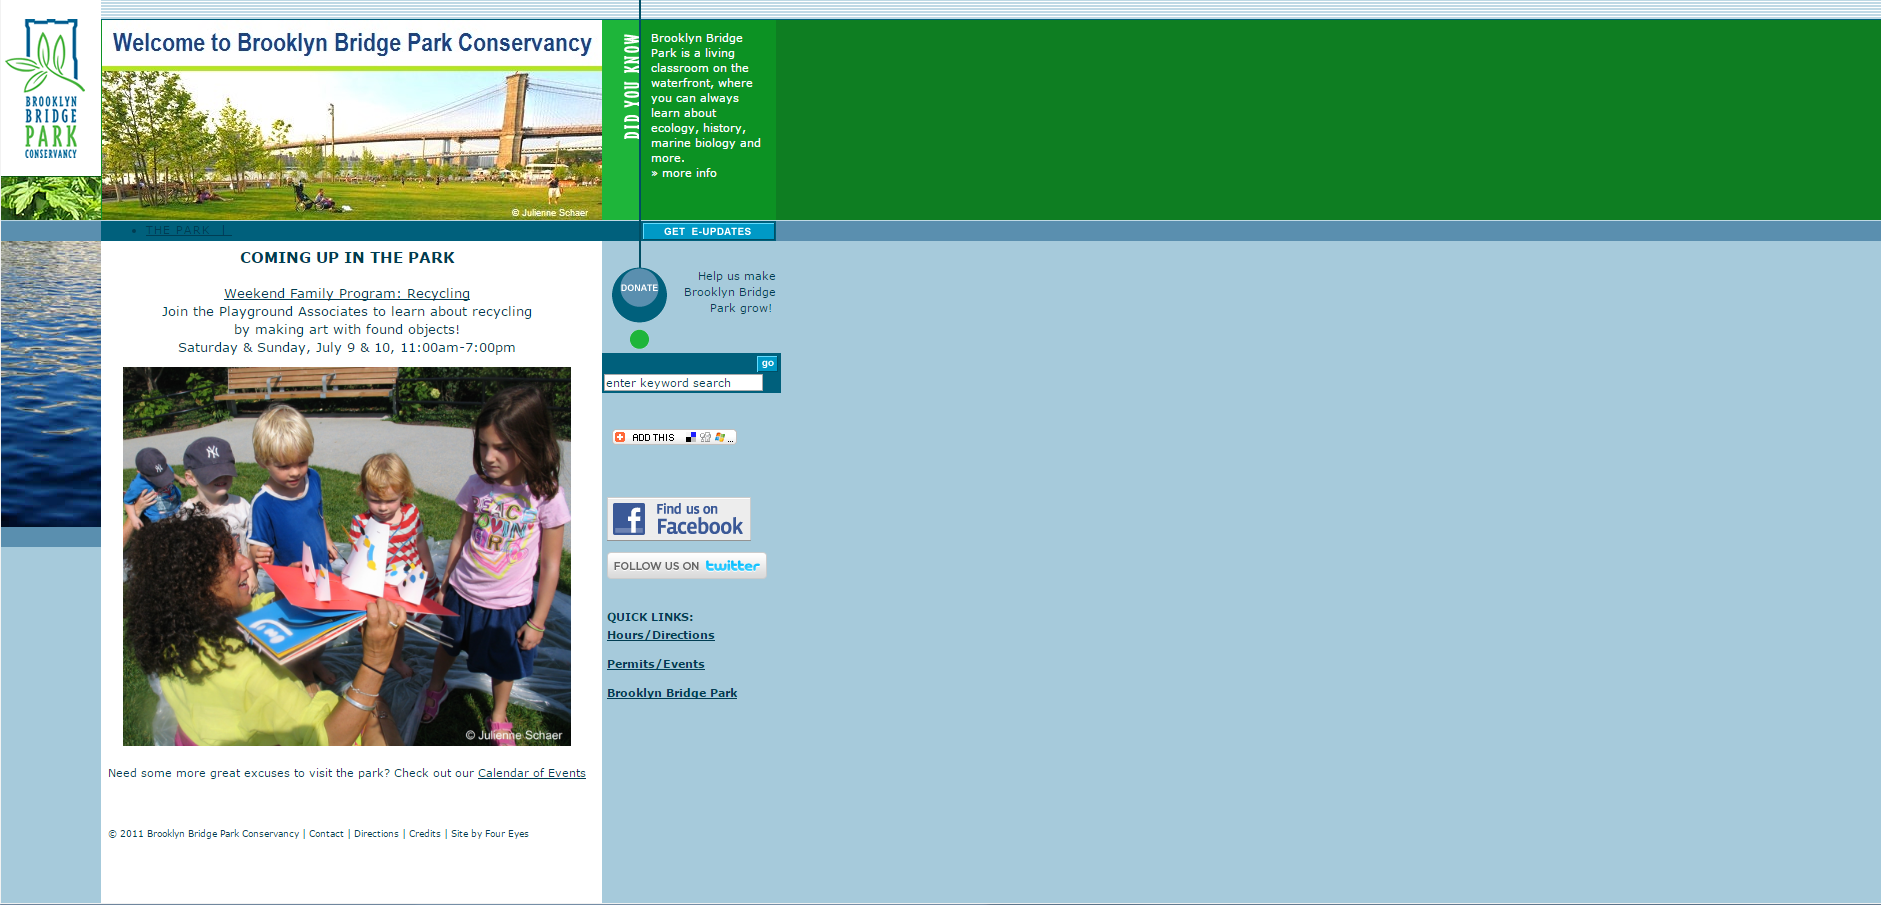 BROOKLYN
BRIDGE
PARK
CONSERVANCY
Welcome to Brooklyn Bridge Park Conservancy
© Julienne Schaer
DID YOU KNOW
Brooklyn Bridge
Park is a living
classroom on the
waterfront, where
you can always
learn about
ecology, history,
marine biology and
more.
» more info
• THE PARK |
GET E-UPDATES
COMING UP IN THE PARK
Weekend Family Program: Recycling
Join the Playground Associates to learn about recycling
by making art with found objects!
Saturday & Sunday, July 9 & 10, 11:00am-7:00pm
© Julienne Schaer
Need some more great excuses to visit the park? Check out our Calendar of Events
© 2011 Brooklyn Bridge Park Conservancy | Contact | Directions | Credits | Site by Four Eyes
DONATE
Help us make
Brooklyn Bridge
Park grow!
go
enter keyword search
ADD THIS
...
Find us on
Facebook
FOLLOW US ON twitter
QUICK LINKS:
Hours/Directions
Permits/Events
Brooklyn Bridge Park